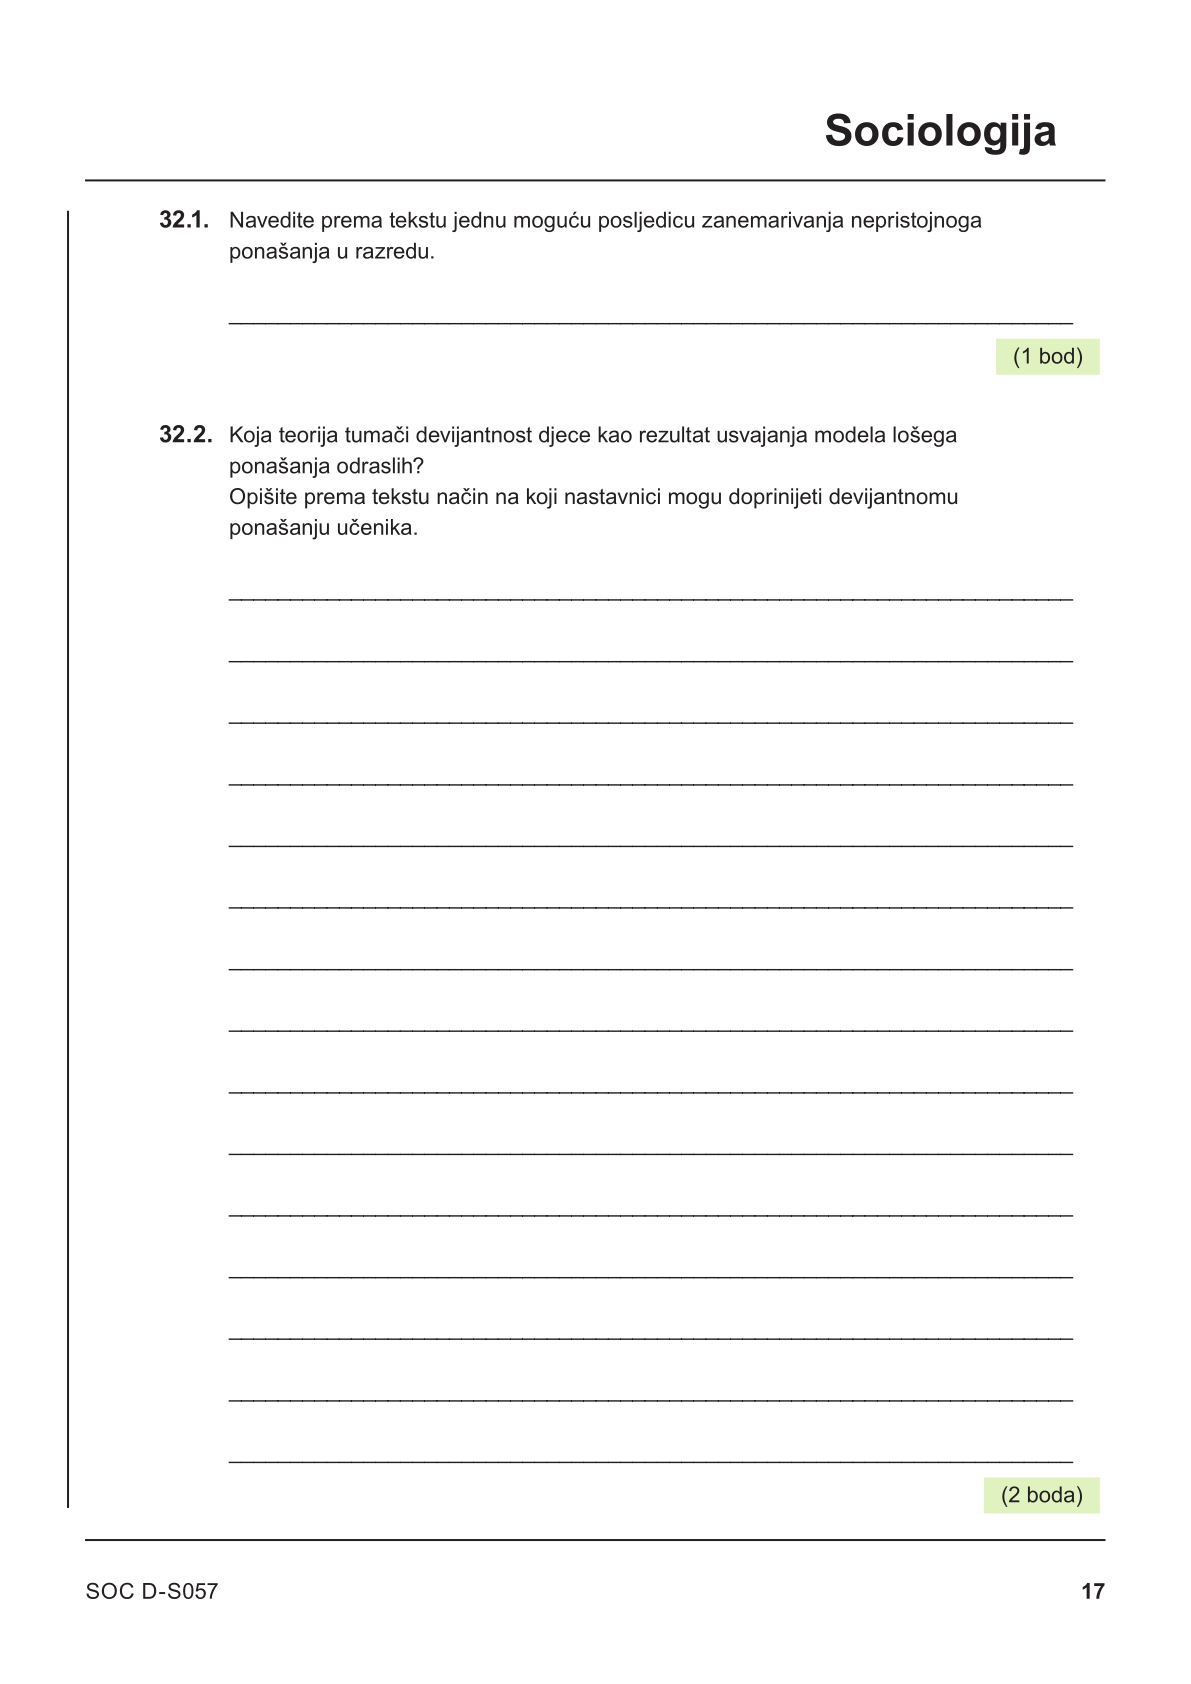 Sociologija
32.1. Navedite prema tekstu jednu moguću posljedicu zanemarivanja nepristojnoga
ponašanja u razredu.
(1 bod)
32.2. Koja teorija tumači devijantnost djece kao rezultat usvajanja modela lošega
ponašanja odraslih?
Opišite prema tekstu način na koji nastavnici mogu doprinijeti devijantnomu
ponašanju učenika.
(2 boda)
SOC D-S057
17